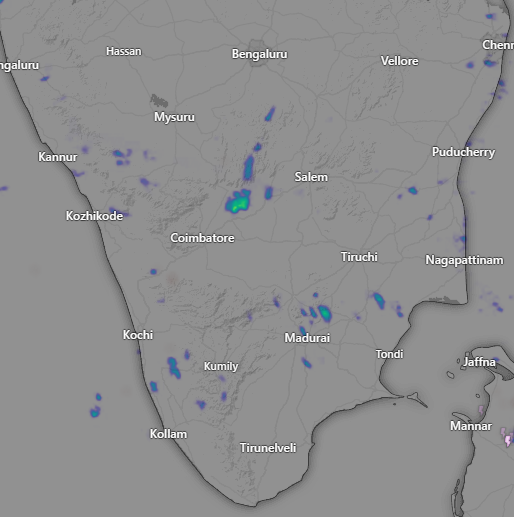 Hassan
Bengaluru
Chenn
Vellore
ngaluru
Mysuru
Kannur
Puducherry
Salem
Kozhikode
Coimbatore
Tiruchi
Nagapattinam
Kochi
Madurai
Tondi
Kumily
Jaffna
Mannar
Kollam
Tirunelveli